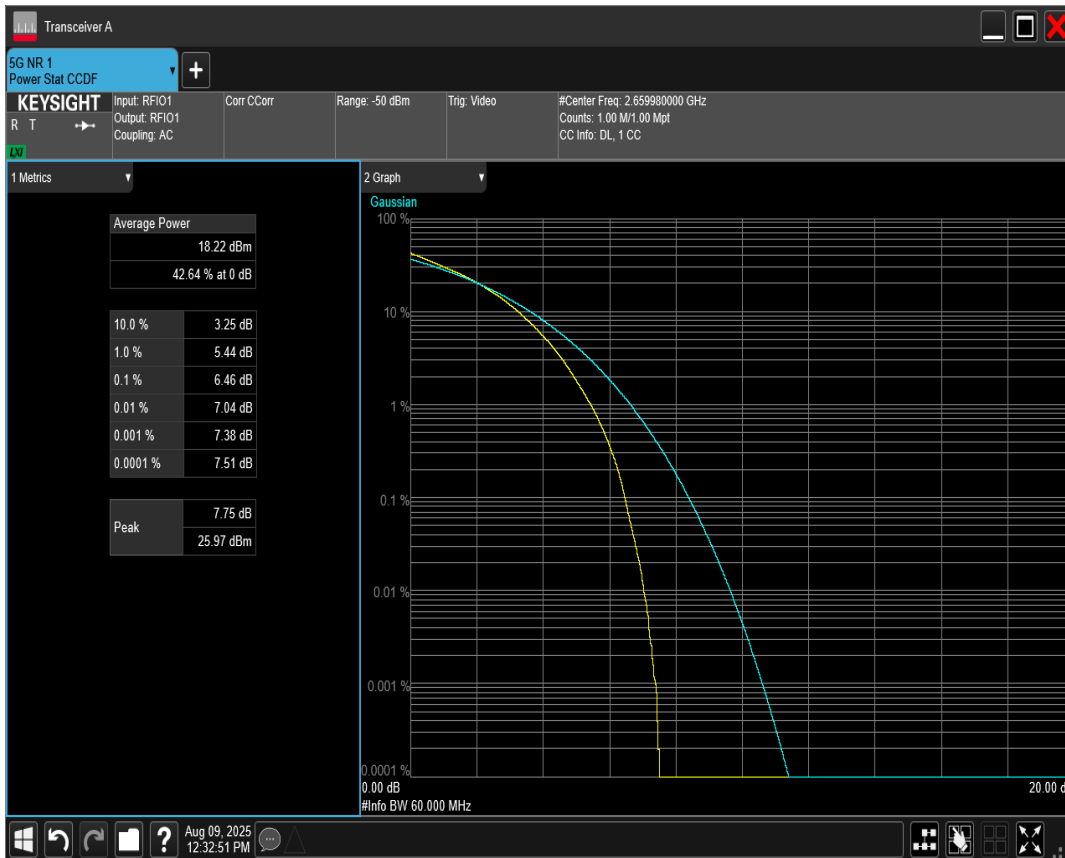 Transceiver A
5G NR 1
Power Stat CCDF
+
KEYSIGHT
R T
LXI
Input: RFIO1
Output: RFIO1
Coupling: AC
Corr CCorr
Range: -50 dBm
Trig: Video
#Center Freq: 2.659980000 GHz
Counts: 1.00 M/1.00 Mpt
CC Info: DL, 1 CC
1 Metrics
Average Power
18.22 dBm
42.64 % at 0 dB
10.0 % 3.25 dB
1.0 % 5.44 dB
0.1 % 6.46 dB
0.01 % 7.04 dB
0.001 % 7.38 dB
0.0001 % 7.51 dB
Peak
7.75 dB
25.97 dBm
2 Graph
Gaussian
100 %
10 %
1 %
0.1 %
0.01 %
0.001 %
0.0001 %
0.00 dB 20.00 d
#Info BW 60.000 MHz
?
Aug 09, 2025
12:32:51 PM